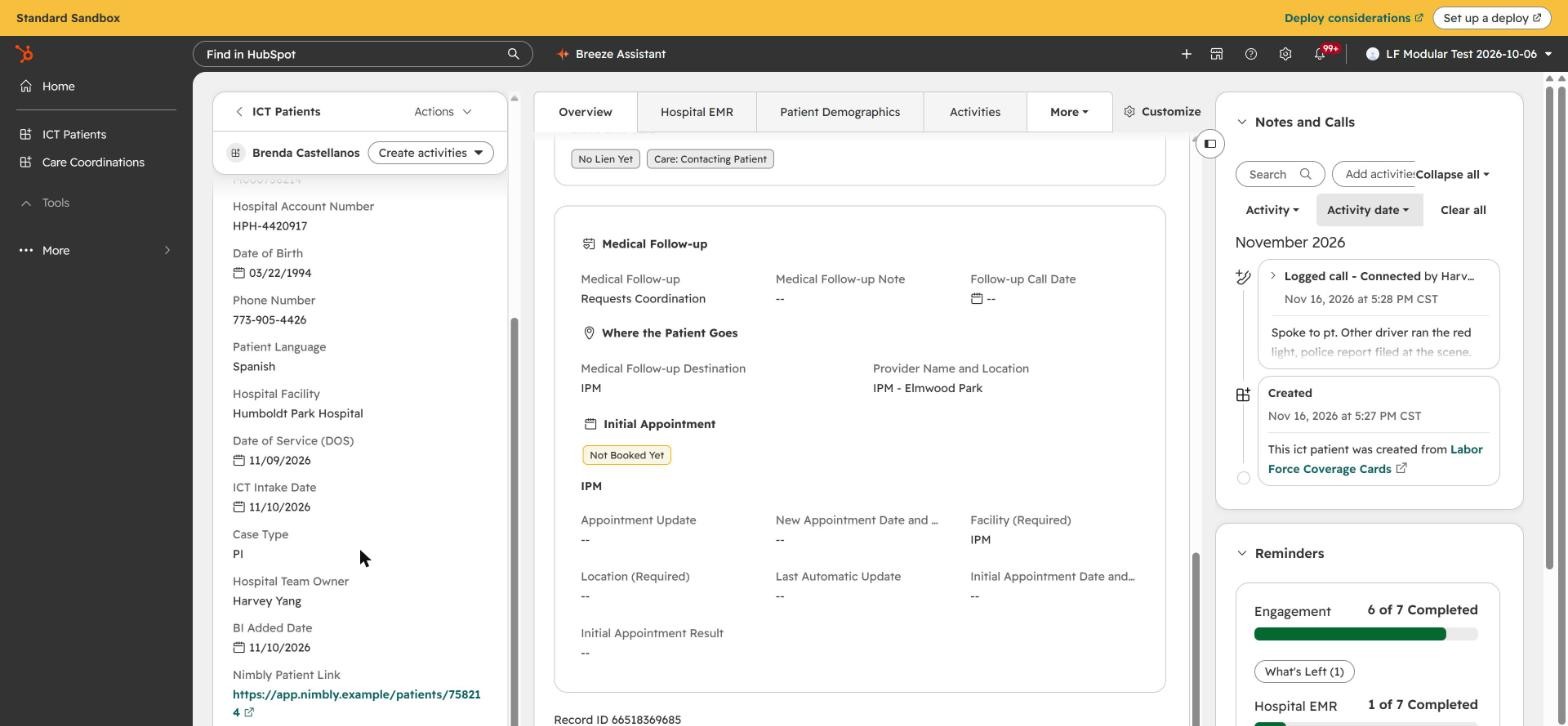 Standard Sandbox
Deploy considerations
Set up a deploy
Find in HubSpot
Breeze Assistant
99+
LF Modular Test 2026-10-06
Home
ICT Patients
Care Coordinations
Tools
More
ICT Patients
Actions
Brenda Castellanos
Create activities
Hospital Account Number
HPH-4420917
Date of Birth
03/22/1994
Phone Number
773-905-4426
Patient Language
Spanish
Hospital Facility
Humboldt Park Hospital
Date of Service (DOS)
11/09/2026
ICT Intake Date
11/10/2026
Case Type
PI
Hospital Team Owner
Harvey Yang
BI Added Date
11/10/2026
Nimbly Patient Link
https://app.nimbly.example/patients/75821
4
Overview
Hospital EMR
Patient Demographics
Activities
More
Customize
No Lien Yet
Care: Contacting Patient
Medical Follow-up
Medical Follow-up Medical Follow-up Note Follow-up Call Date
Requests Coordination -- --
Where the Patient Goes
Medical Follow-up Destination Provider Name and Location
IPM IPM - Elmwood Park
Initial Appointment
Not Booked Yet
IPM
Appointment Update New Appointment Date and … Facility (Required)
-- -- IPM
Location (Required) Last Automatic Update Initial Appointment Date and…
-- -- --
Initial Appointment Result
--
Record ID 66518369685
Notes and Calls
Search
Add activities
Collapse all
Activity
Activity date
Clear all
November 2026
Logged call - Connected by Harv…
Nov 16, 2026 at 5:28 PM CST
Spoke to pt. Other driver ran the red
light, police report filed at the scene.
Created
Nov 16, 2026 at 5:27 PM CST
This ict patient was created from Labor
Force Coverage Cards
Reminders
Engagement 6 of 7 Completed
What's Left (1)
Hospital EMR 1 of 7 Completed